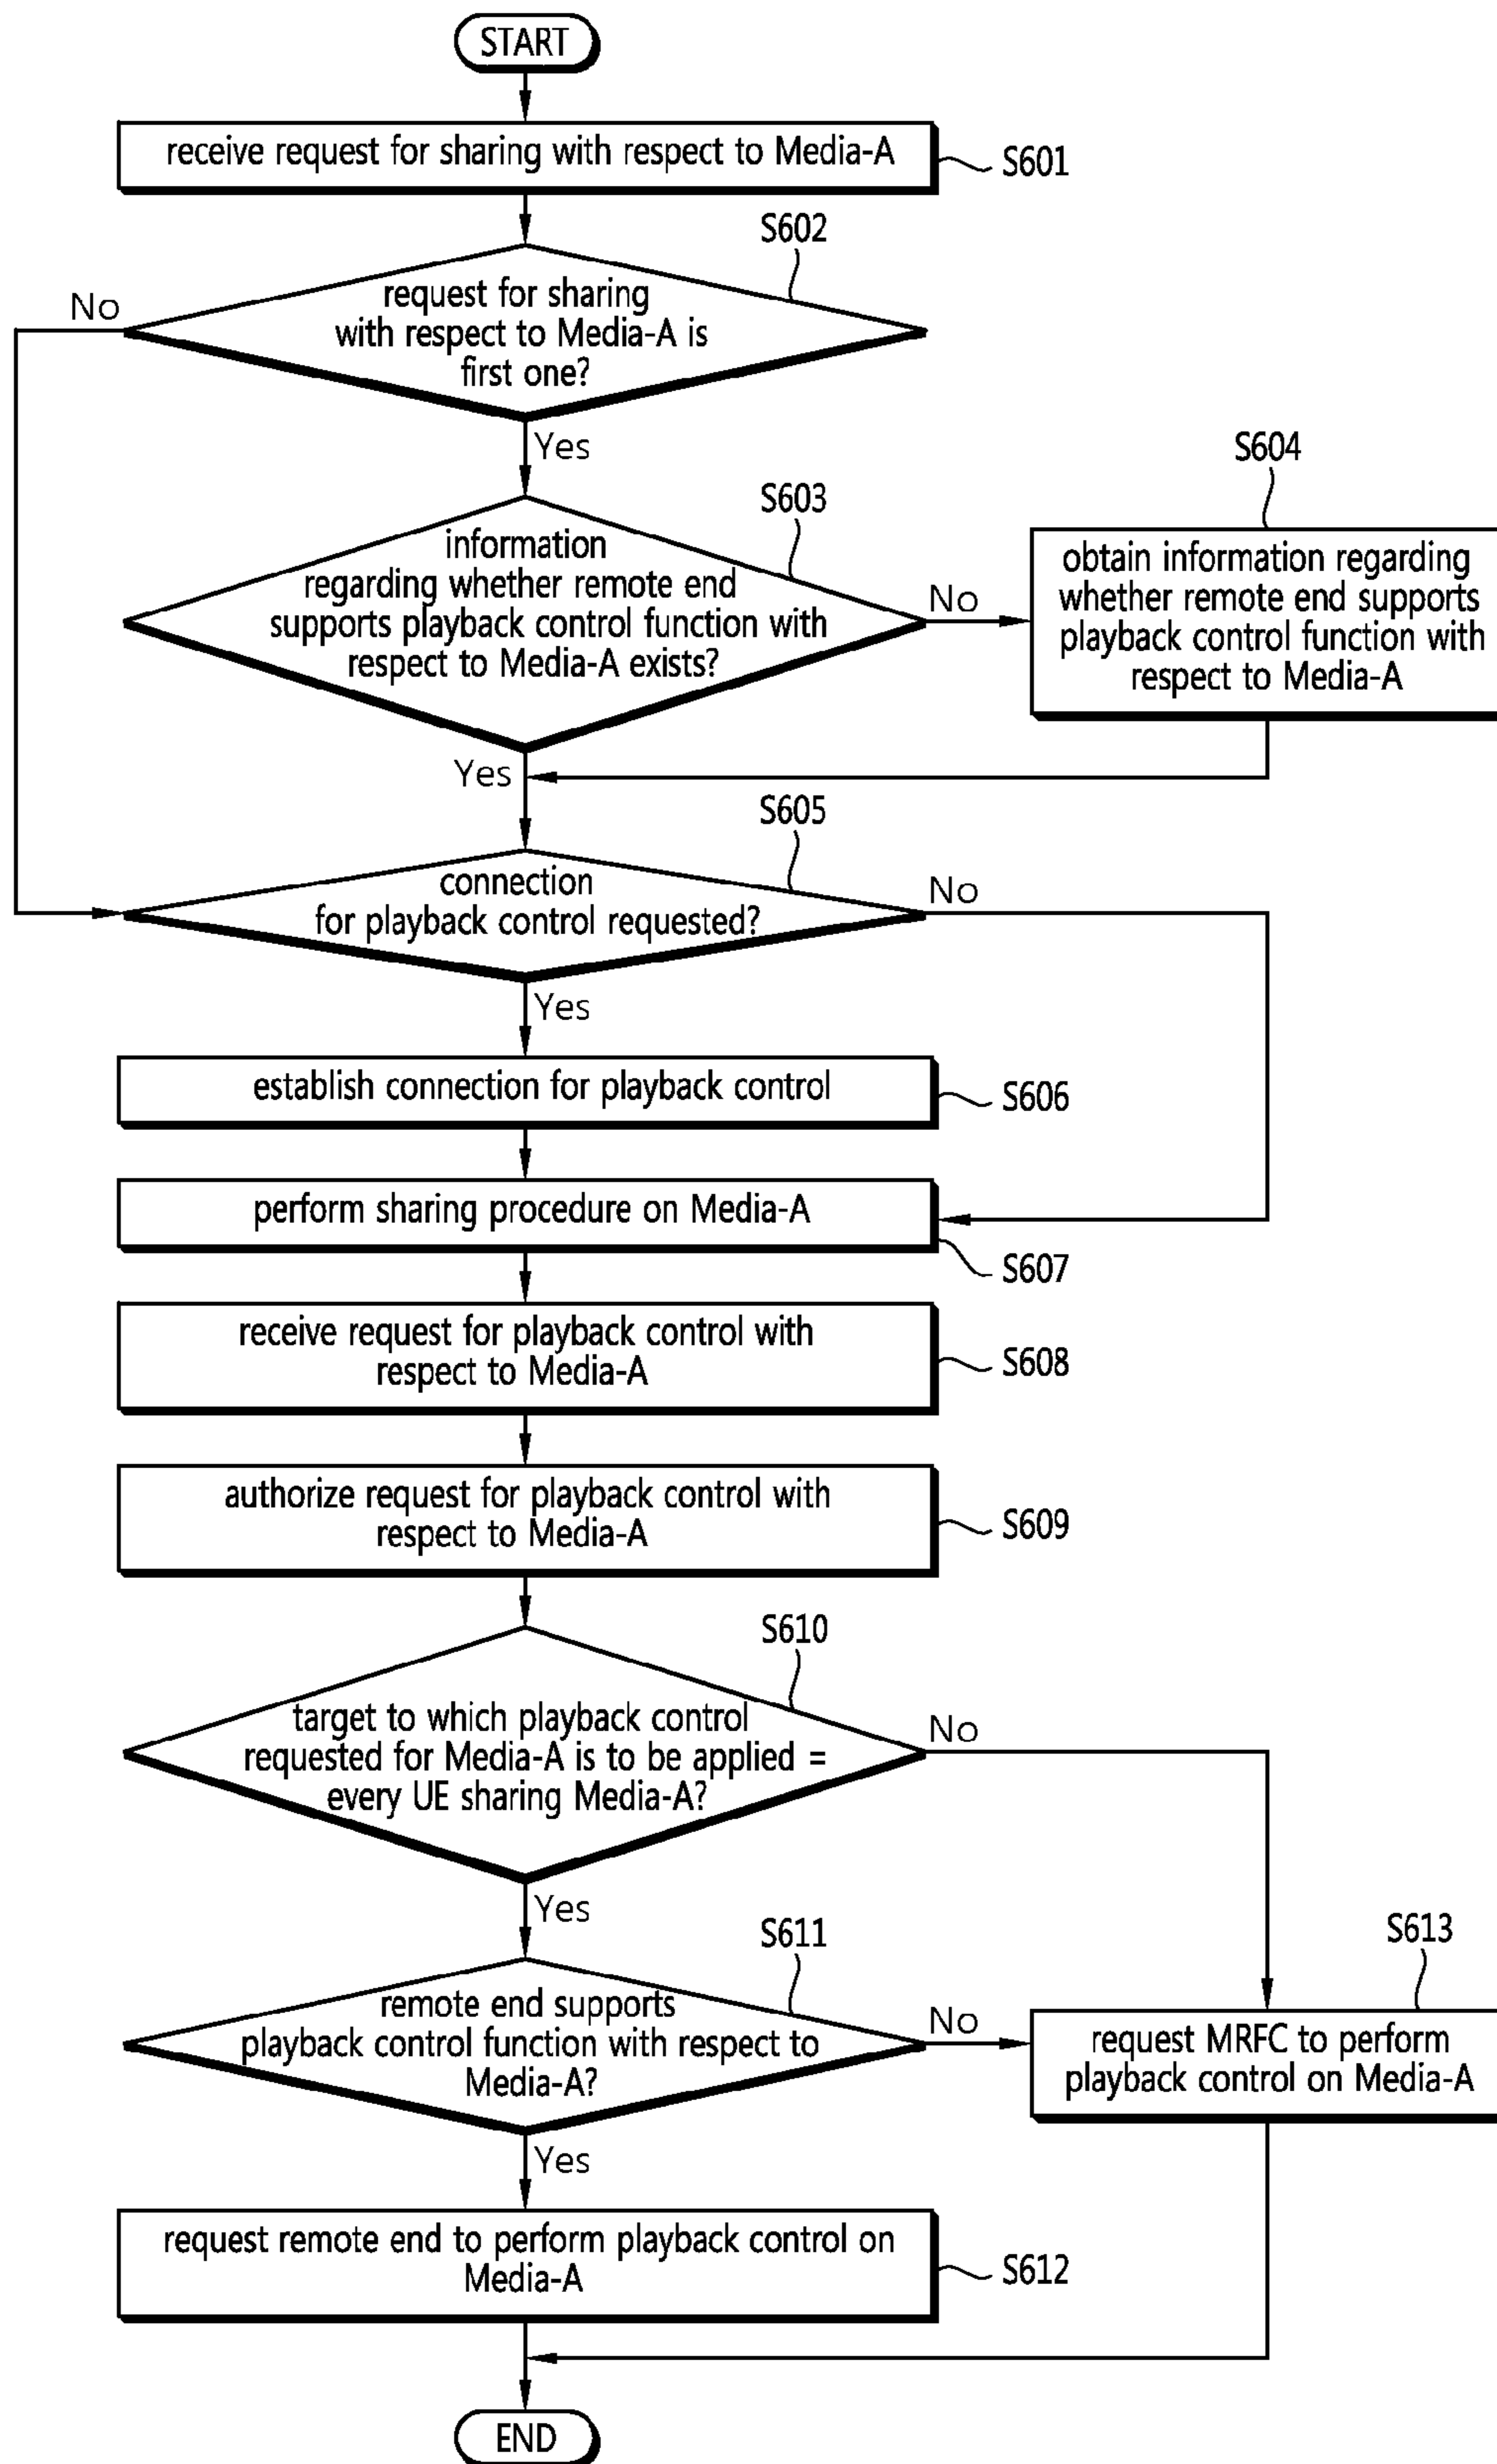 START
receive request for sharing with respect to Media-A
S601
S602
request for sharing
with respect to Media-A is
first one?
No
Yes
S603
information
regarding whether remote end
supports playback control function with
respect to Media-A exists?
No
S604
obtain information regarding
whether remote end supports
playback control function with
respect to Media-A
Yes
S605
connection
for playback control requested?
No
Yes
establish connection for playback control
S606
perform sharing procedure on Media-A
S607
receive request for playback control with
respect to Media-A
S608
authorize request for playback control with
respect to Media-A
S609
S610
target to which playback control
requested for Media-A is to be applied =
every UE sharing Media-A?
No
Yes
S611
remote end supports
playback control function with respect to
Media-A?
No
S613
request MRFC to perform
playback control on Media-A
Yes
request remote end to perform playback control on
Media-A
S612
END